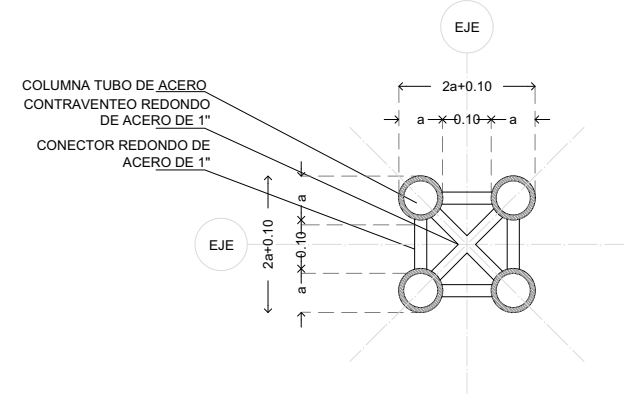 EJE
COLUMNA TUBO DE ACERO
CONTRAVENTEO REDONDO
DE ACERO DE 1"
CONECTOR REDONDO DE
ACERO DE 1"
2a+0.10
a 0.10 a
EJE
2a+0.10
a
0.10
a